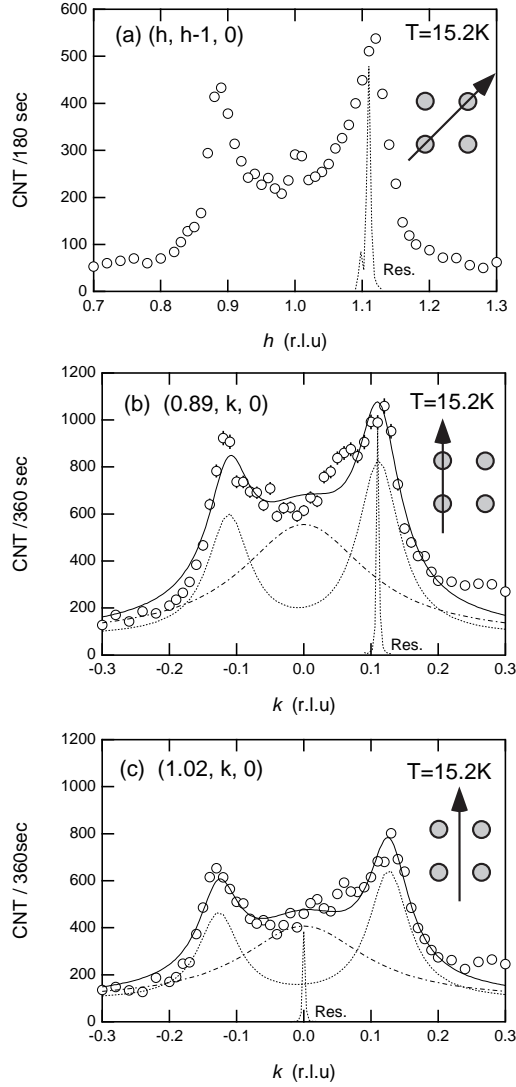 600
500
400
300
200
100
0
CNT /180 sec
(a) (h, h-1, 0)
T=15.2K
Res.
0.7 0.8 0.9 1.0 1.1 1.2 1.3
h (r.l.u)
1200
1000
800
600
400
200
0
CNT /360 sec
(b) (0.89, k, 0)
T=15.2K
Res.
-0.3 -0.2 -0.1 0.0 0.1 0.2 0.3
k (r.l.u)
1200
1000
800
600
400
200
0
CNT / 360sec
(c) (1.02, k, 0)
T=15.2K
Res.
-0.3 -0.2 -0.1 0.0 0.1 0.2 0.3
k (r.l.u)